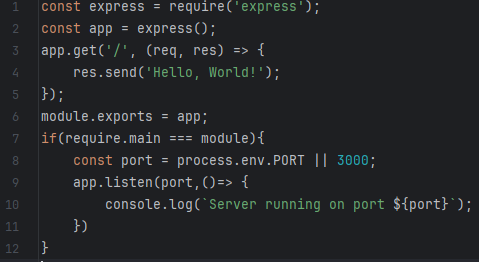 1 const express = require('express');
2 const app = express();
3 app.get('/', (req, res) => {
4     res.send('Hello, World!');
5 });
6 module.exports = app;
7 if(require.main === module){
8     const port = process.env.PORT || 3000;
9     app.listen(port,()=> {
10         console.log(`Server running on port ${port}`);
11     })
12 }